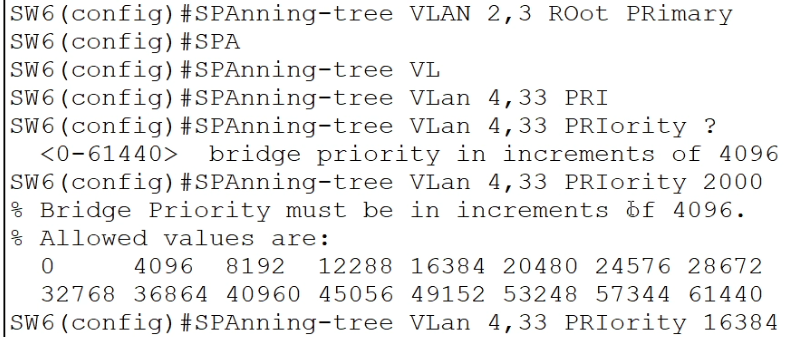 SW6(config)#SPAnning-tree VLAN 2,3 ROot PRimary
SW6(config)#SPA
SW6(config)#SPAnning-tree VL
SW6(config)#SPAnning-tree VLan 4,33 PRI
SW6(config)#SPAnning-tree VLan 4,33 PRIority ?
  <0-61440>  bridge priority in increments of 4096
SW6(config)#SPAnning-tree VLan 4,33 PRIority 2000
% Bridge Priority must be in increments of 4096.
% Allowed values are:
  0     4096  8192  12288 16384 20480 24576 28672
  32768 36864 40960 45056 49152 53248 57344 61440
SW6(config)#SPAnning-tree VLan 4,33 PRIority 16384